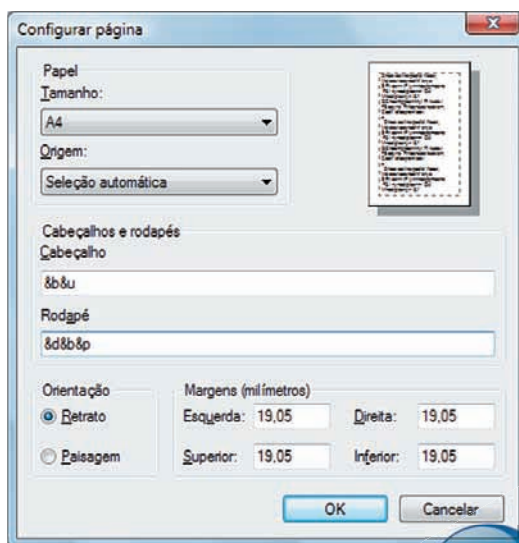 Configurar página
Papel
Tamanho:
A4
Origem:
Seleção automática
Cabeçalhos e rodapés
Cabeçalho
&b&u
Rodapé
&d&b&p
Orientação
Retrato
Paisagem
Margens (milímetros)
Esquerda: 19,05 Direita: 19,05
Superior: 19,05 Inferior: 19,05
OK Cancelar